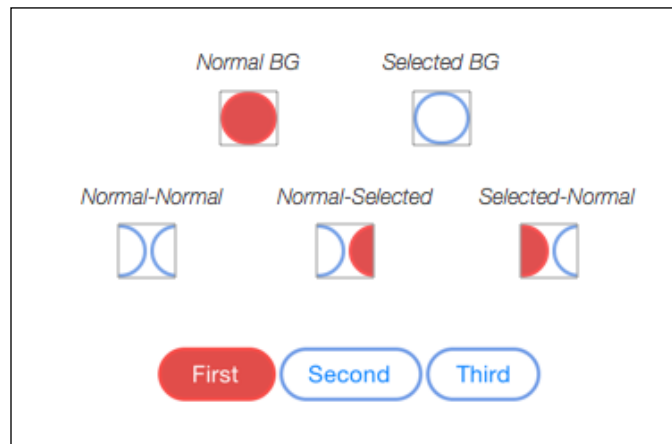 Normal BG
Selected BG
Normal-Normal
Normal-Selected
Selected-Normal
First
Second
Third